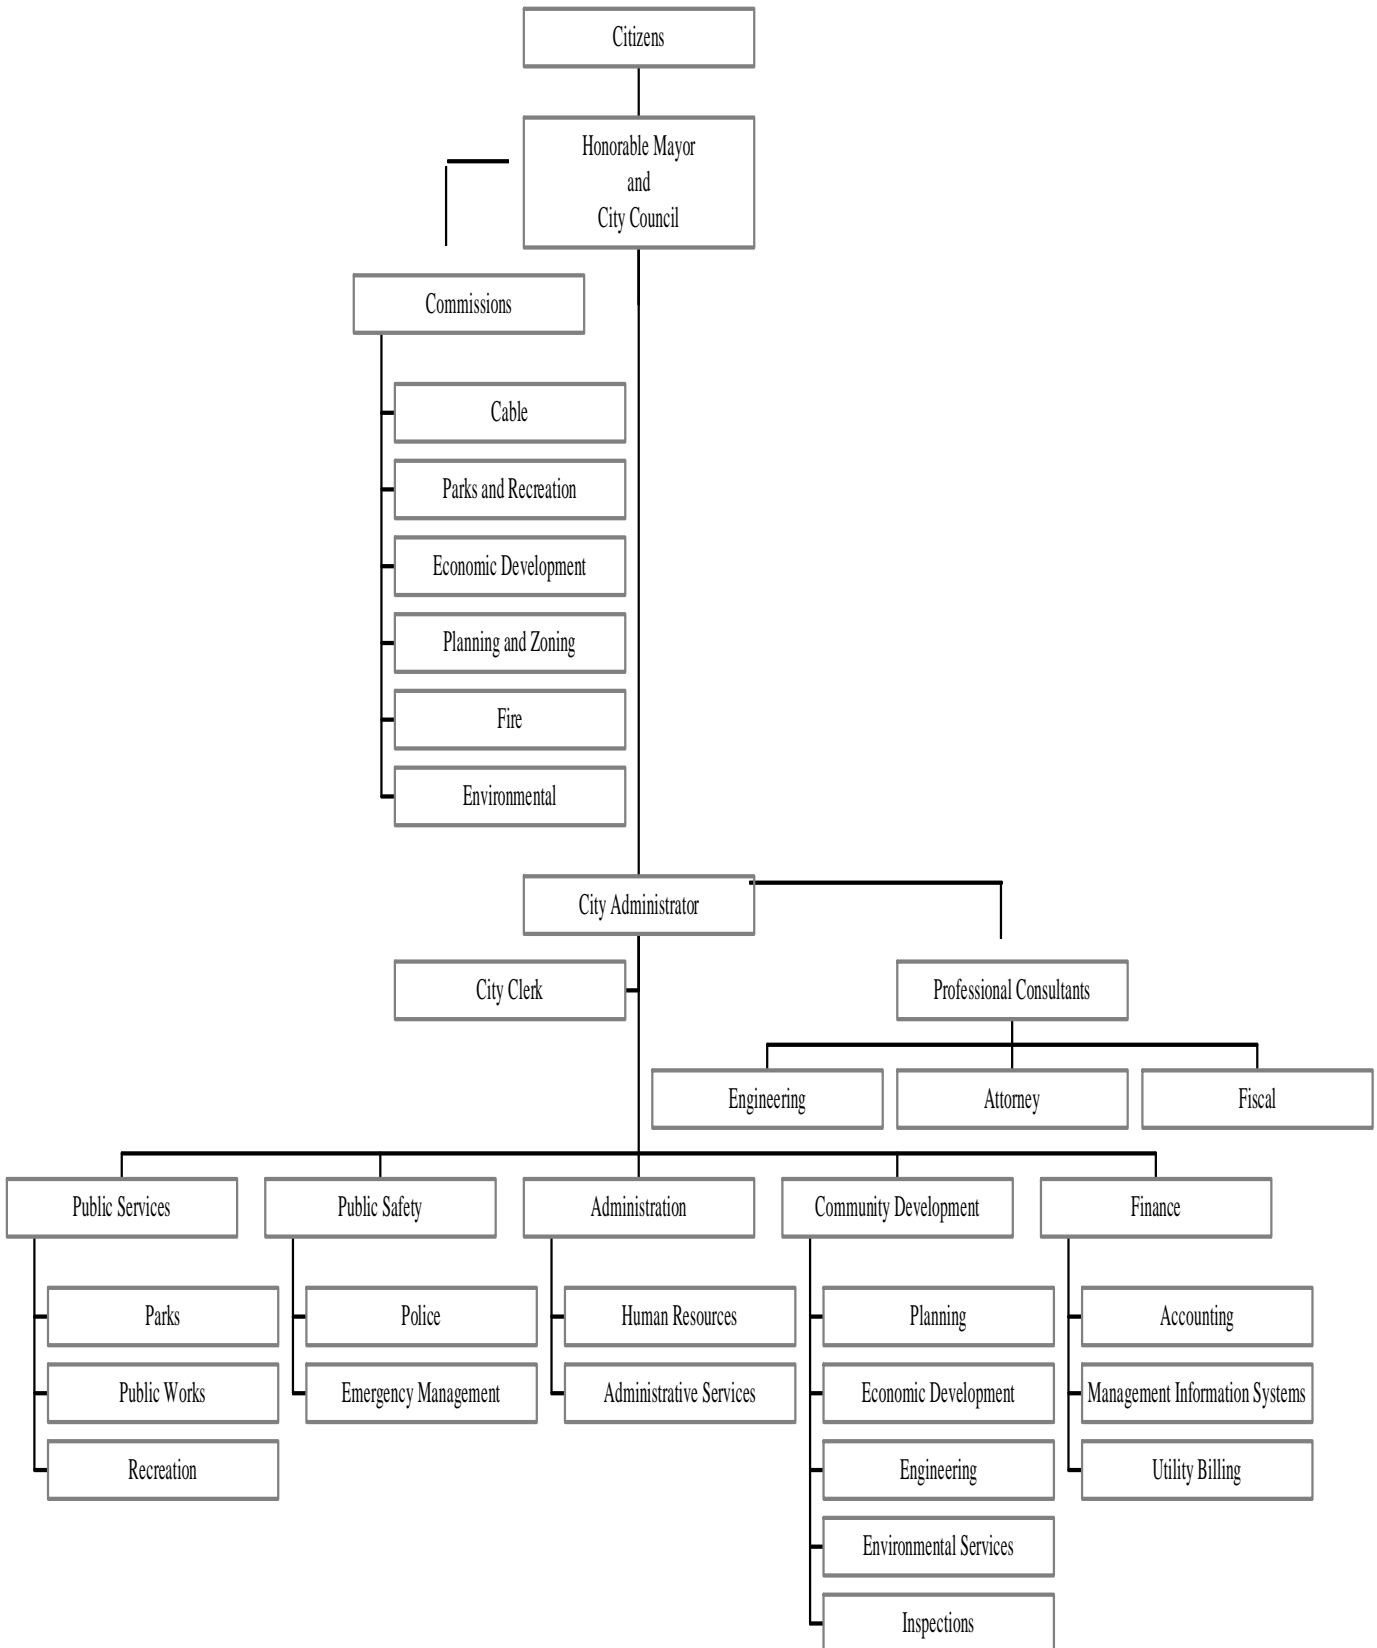 Citizens
Honorable Mayor
and
City Council
Commissions
Cable
Parks and Recreation
Economic Development
Planning and Zoning
Fire
Environmental
City Administrator
City Clerk
Professional Consultants
Engineering
Attorney
Fiscal
Public Services
Public Safety
Administration
Community Development
Finance
Parks
Police
Human Resources
Planning
Accounting
Public Works
Emergency Management
Administrative Services
Economic Development
Management Information Systems
Recreation
Engineering
Utility Billing
Environmental Services
Inspections